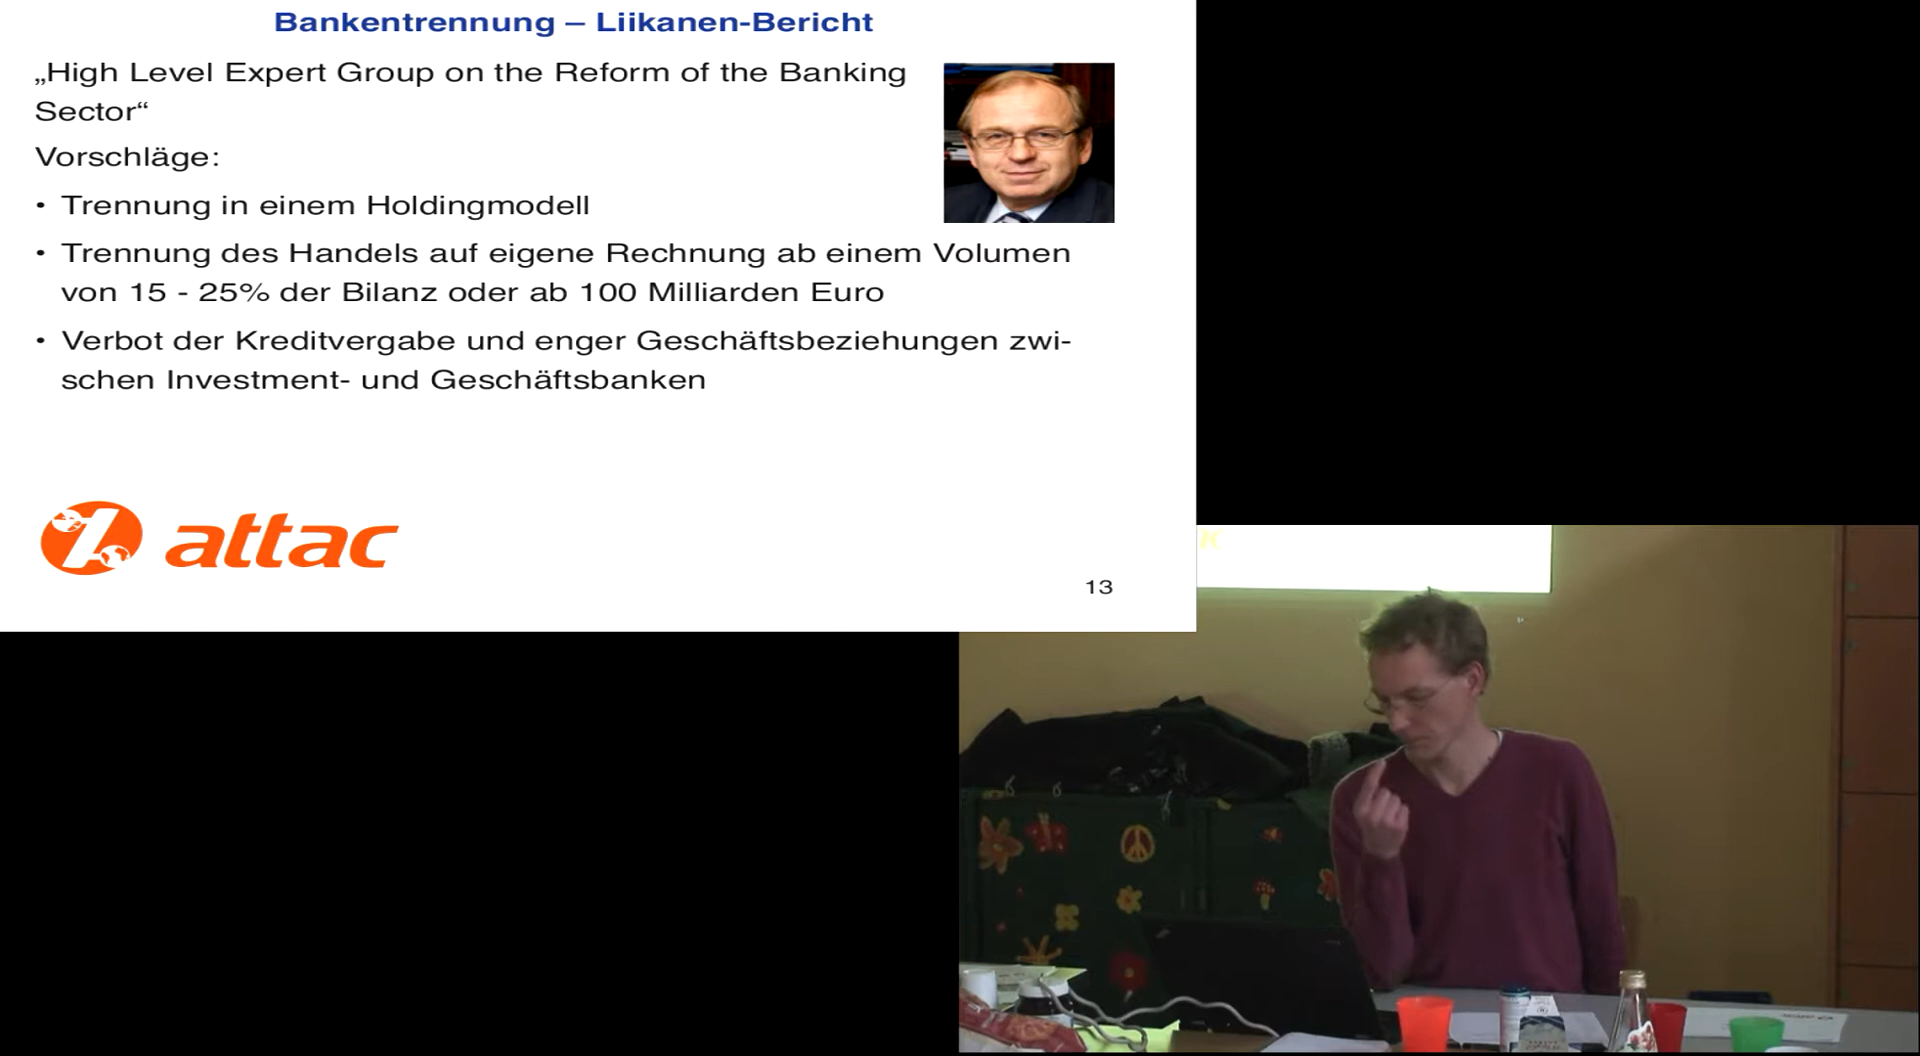 Bankentrennung – Liikanen-Bericht
„High Level Expert Group on the Reform of the Banking
Sector“
Vorschläge:
• Trennung in einem Holdingmodell
• Trennung des Handels auf eigene Rechnung ab einem Volumen
von 15 - 25% der Bilanz oder ab 100 Milliarden Euro
• Verbot der Kreditvergabe und enger Geschäftsbeziehungen zwi-
schen Investment- und Geschäftsbanken
attac
13